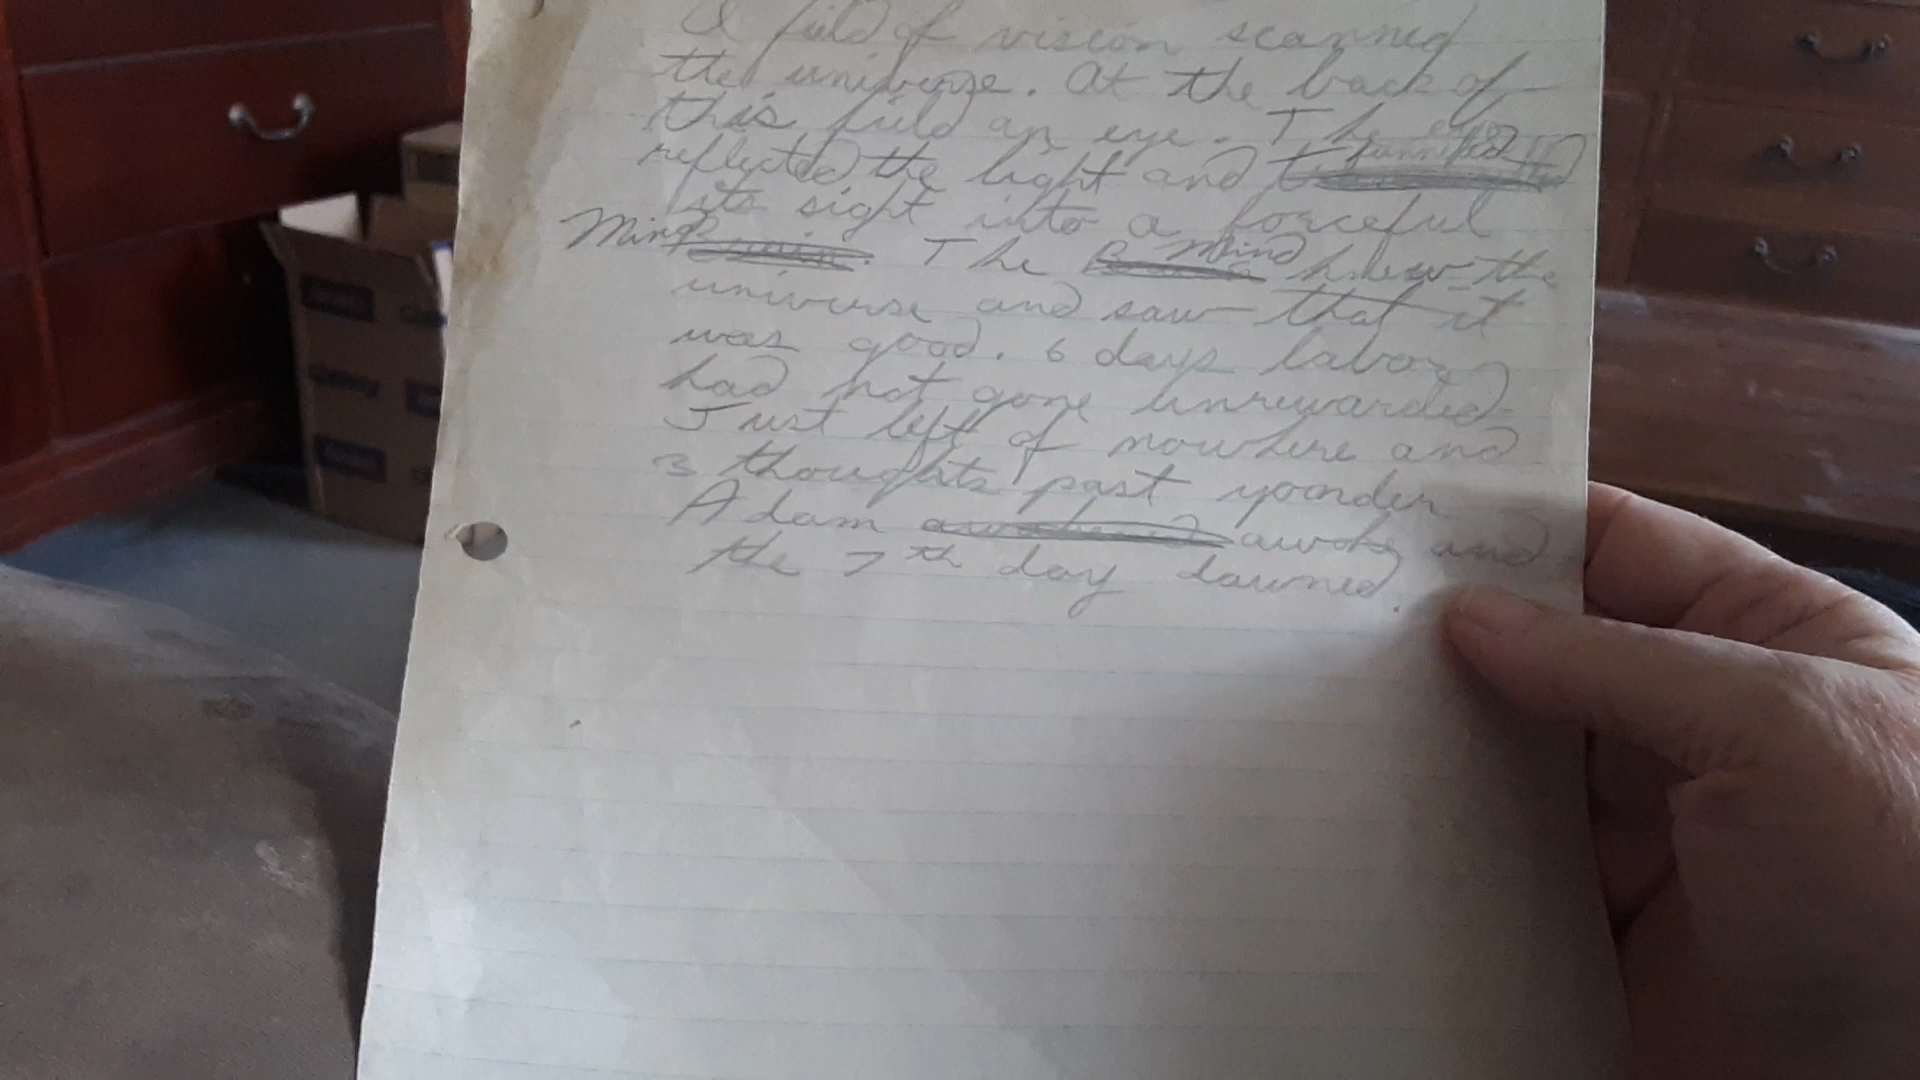 A field of vision scanned
the universe. At the back of
this field an eye. The eye
reflected the light and
its sight into a forceful
Mind. The Mind knew the
universe and saw that it
was good. 6 days labor
had not gone unrewarded.
Just left of nowhere and
3 thoughts past yonder
Adam awoke and
the 7th day dawned.